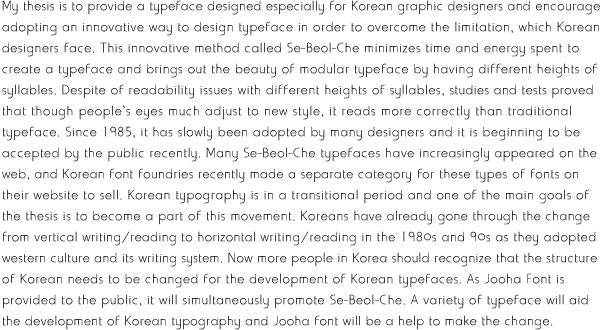 My thesis is to provide a typeface designed especially for Korean graphic designers and encourage
adopting an innovative way to design typeface in order to overcome the limitation, which Korean
designers face. This innovative method called Se-Beol-Che minimizes time and energy spent to
create a typeface and brings out the beauty of modular typeface by having different heights of
syllables. Despite of readability issues with different heights of syllables, studies and tests proved
that though people's eyes much adjust to new style, it reads more correctly than traditional
typeface. Since 1985, it has slowly been adopted by many designers and it is beginning to be
accepted by the public recently. Many Se-Beol-Che typefaces have increasingly appeared on the
web, and Korean font foundries recently made a separate category for these types of fonts on
their website to sell. Korean typography is in a transitional period and one of the main goals of
the thesis is to become a part of this movement. Koreans have already gone through the change
from vertical writing/reading to horizontal writing/reading in the 1980s and 90s as they adopted
western culture and its writing system. Now more people in Korea should recognize that the structure
of Korean needs to be changed for the development of Korean typefaces. As Jooha Font is
provided to the public, it will simultaneously promote Se-Beol-Che. A variety of typeface will aid
the development of Korean typography and Jooha font will be a help to make the change.